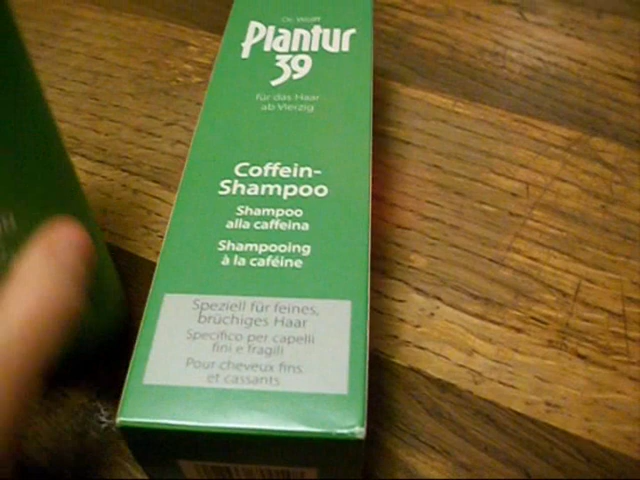 Dr. Wolff
Plantur
39
für das Haar
ab Vierzig
Coffein-
Shampoo
Shampoo
alla caffeina
Shampooing
à la caféine
Speziell für feines,
brüchiges Haar
Specifico per capelli
fini e fragili
Pour cheveux fins
et cassants